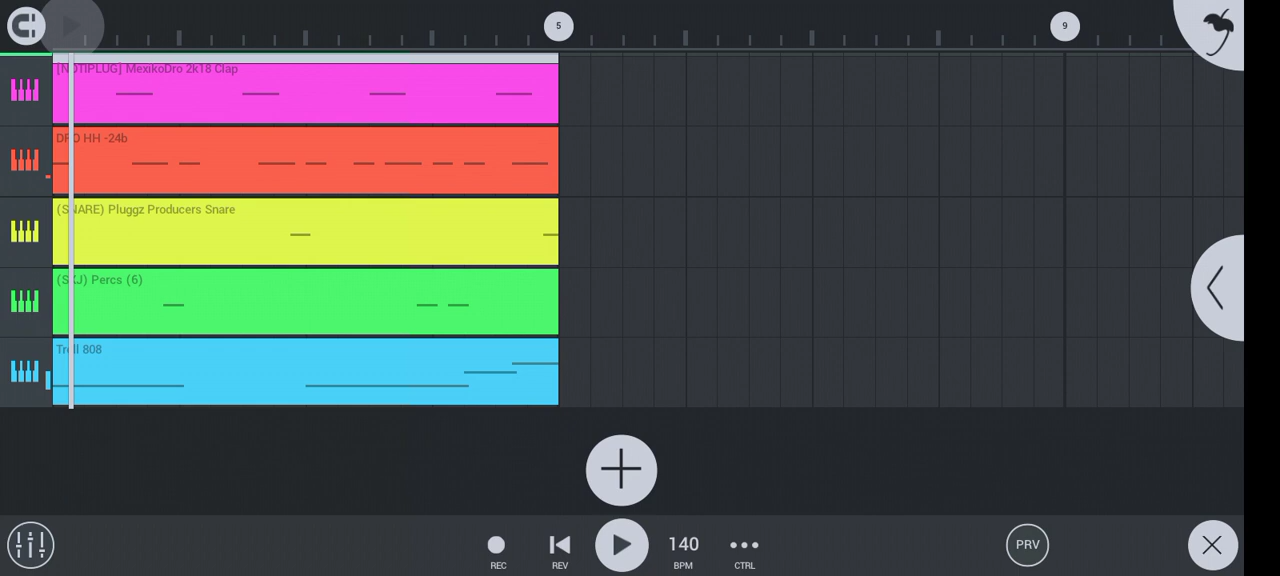 5
9
[NOTIPLUG] MexikoDro 2k18 Clap
DRO HH -24b
(SNARE) Pluggz Producers Snare
(SXJ) Percs (6)
Trell 808
140
PRV
REC
REV
BPM
CTRL